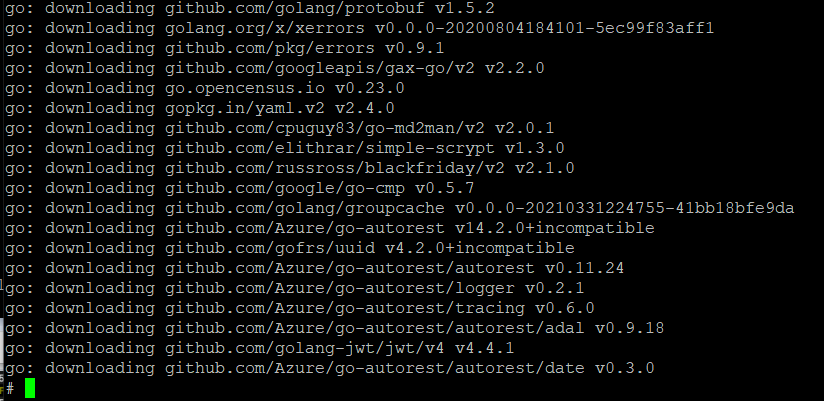 go: downloading github.com/golang/protobuf v1.5.2
go: downloading golang.org/x/xerrors v0.0.0-20200804184101-5ec99f83aff1
go: downloading github.com/pkg/errors v0.9.1
go: downloading github.com/googleapis/gax-go/v2 v2.2.0
go: downloading go.opencensus.io v0.23.0
go: downloading gopkg.in/yaml.v2 v2.4.0
go: downloading github.com/cpuguy83/go-md2man/v2 v2.0.1
go: downloading github.com/elithrar/simple-scrypt v1.3.0
go: downloading github.com/russross/blackfriday/v2 v2.1.0
go: downloading github.com/google/go-cmp v0.5.7
go: downloading github.com/golang/groupcache v0.0.0-20210331224755-41bb18bfe9da
go: downloading github.com/Azure/go-autorest v14.2.0+incompatible
go: downloading github.com/gofrs/uuid v4.2.0+incompatible
go: downloading github.com/Azure/go-autorest/autorest v0.11.24
go: downloading github.com/Azure/go-autorest/logger v0.2.1
go: downloading github.com/Azure/go-autorest/tracing v0.6.0
go: downloading github.com/Azure/go-autorest/autorest/adal v0.9.18
go: downloading github.com/golang-jwt/jwt/v4 v4.4.1
go: downloading github.com/Azure/go-autorest/autorest/date v0.3.0
#